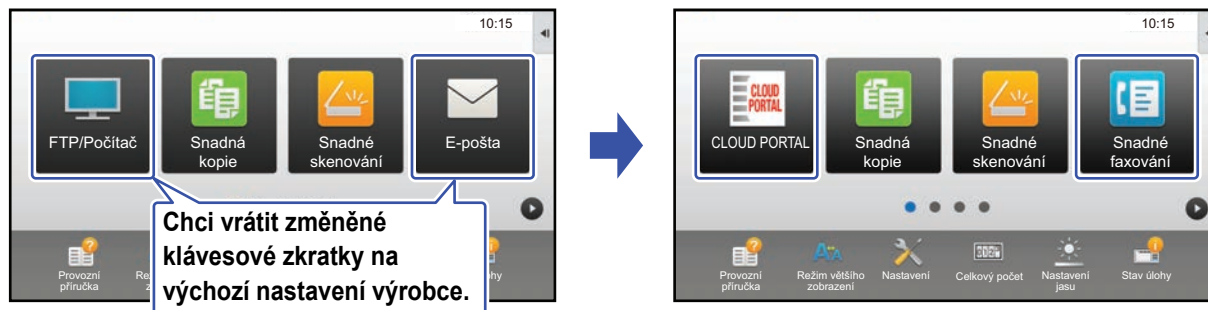 10:15
FTP/Počítač
Snadná
kopie
Snadné
skenování
E-pošta
Chci vrátit změněné
klávesové zkratky na
výchozí nastavení výrobce.
Provozní
příručka
10:15
CLOUD
PORTAL
CLOUD PORTAL
Snadná
kopie
Snadné
skenování
Snadné
faxování
Provozní
příručka
Režim většího
zobrazení
Nastavení
Celkový počet
Nastavení
jasu
Stav úlohy